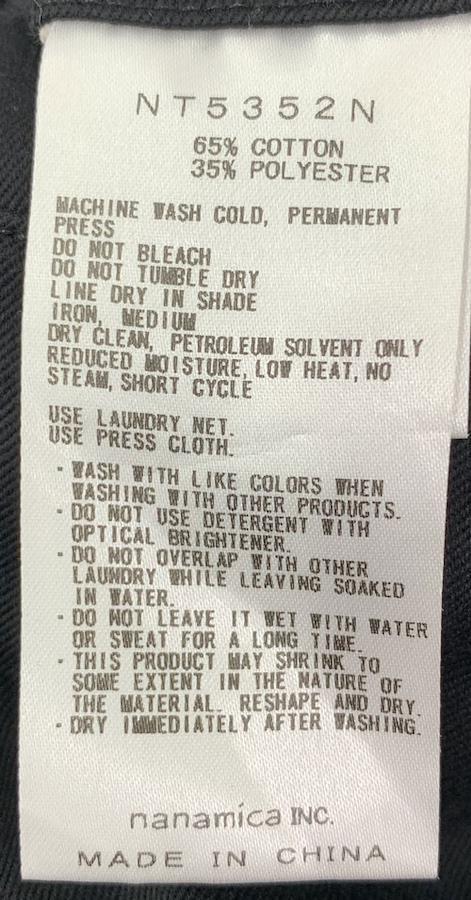 NT5352N
65% COTTON
35% POLYESTER
MACHINE WASH COLD, PERMANENT
PRESS
DO NOT BLEACH
DO NOT TUMBLE DRY
LINE DRY IN SHADE
IRON, MEDIUM
DRY CLEAN, PETROLEUM SOLVENT ONLY
REDUCED MOISTURE, LOW HEAT, NO
STEAM, SHORT CYCLE
USE LAUNDRY NET.
USE PRESS CLOTH.
・WASH WITH LIKE COLORS WHEN
WASHING WITH OTHER PRODUCTS.
・DO NOT USE DETERGENT WITH
OPTICAL BRIGHTENER.
・DO NOT OVERLAP WITH OTHER
LAUNDRY WHILE LEAVING SOAKED
IN WATER.
・DO NOT LEAVE IT WET WITH WATER
OR SWEAT FOR A LONG TIME.
・THIS PRODUCT MAY SHRINK TO
SOME EXTENT IN THE NATURE OF
THE MATERIAL. RESHAPE AND DRY.
・DRY IMMEDIATELY AFTER WASHING.
nanamica INC.
MADE IN CHINA